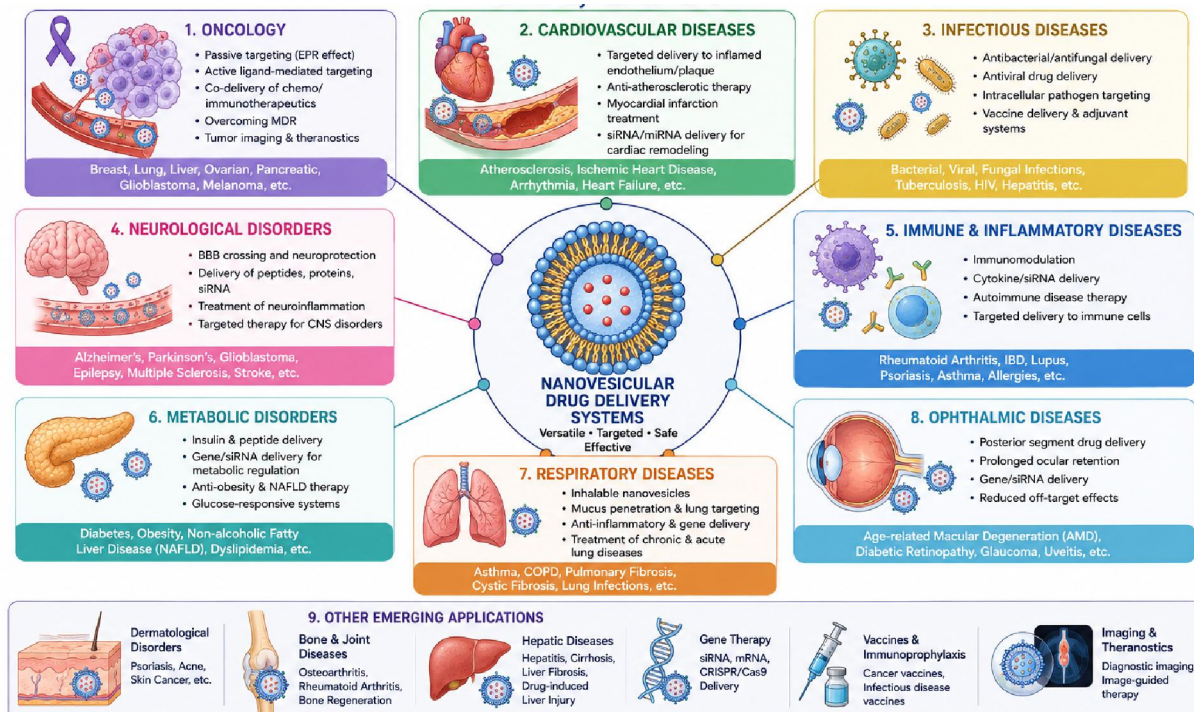 1. ONCOLOGY
• Passive targeting (EPR effect)
• Active ligand-mediated targeting
• Co-delivery of chemo/
immunotherapeutics
• Overcoming MDR
• Tumor imaging & theranostics
Breast, Lung, Liver, Ovarian, Pancreatic,
Glioblastoma, Melanoma, etc.
2. CARDIOVASCULAR DISEASES
• Targeted delivery to inflamed
endothelium/plaque
• Anti-atherosclerotic therapy
• Myocardial infarction
treatment
• siRNA/miRNA delivery for
cardiac remodeling
Atherosclerosis, Ischemic Heart Disease,
Arrhythmia, Heart Failure, etc.
3. INFECTIOUS DISEASES
• Antibacterial/antifungal delivery
• Antiviral drug delivery
• Intracellular pathogen targeting
• Vaccine delivery & adjuvant
systems
Bacterial, Viral, Fungal Infections,
Tuberculosis, HIV, Hepatitis, etc.
4. NEUROLOGICAL DISORDERS
• BBB crossing and neuroprotection
• Delivery of peptides, proteins,
siRNA
• Treatment of neuroinflammation
• Targeted therapy for CNS disorders
Alzheimer's, Parkinson's, Glioblastoma,
Epilepsy, Multiple Sclerosis, Stroke, etc.
NANOVESICULAR
DRUG DELIVERY
SYSTEMS
Versatile • Targeted • Safe
Effective
5. IMMUNE & INFLAMMATORY DISEASES
• Immunomodulation
• Cytokine/siRNA delivery
• Autoimmune disease therapy
• Targeted delivery to immune cells
Rheumatoid Arthritis, IBD, Lupus,
Psoriasis, Asthma, Allergies, etc.
6. METABOLIC DISORDERS
• Insulin & peptide delivery
• Gene/siRNA delivery for
metabolic regulation
• Anti-obesity & NAFLD therapy
• Glucose-responsive systems
Diabetes, Obesity, Non-alcoholic Fatty
Liver Disease (NAFLD), Dyslipidemia, etc.
7. RESPIRATORY DISEASES
• Inhalable nanovesicles
• Mucus penetration & lung targeting
• Anti-inflammatory & gene delivery
• Treatment of chronic & acute
lung diseases
Asthma, COPD, Pulmonary Fibrosis,
Cystic Fibrosis, Lung Infections, etc.
8. OPHTHALMIC DISEASES
• Posterior segment drug delivery
• Prolonged ocular retention
• Gene/siRNA delivery
• Reduced off-target effects
Age-related Macular Degeneration (AMD),
Diabetic Retinopathy, Glaucoma, Uveitis, etc.
9. OTHER EMERGING APPLICATIONS
Dermatological
Disorders
Psoriasis, Acne,
Skin Cancer, etc.
Bone & Joint
Diseases
Osteoarthritis,
Rheumatoid Arthritis,
Bone Regeneration
Hepatic Diseases
Hepatitis, Cirrhosis,
Liver Fibrosis,
Drug-induced
Liver Injury
Gene Therapy
siRNA, mRNA,
CRISPR/Cas9
Delivery
Vaccines &
Immunoprophylaxis
Cancer vaccines,
Infectious disease
vaccines
Imaging &
Theranostics
Diagnostic imaging,
Image-guided
therapy